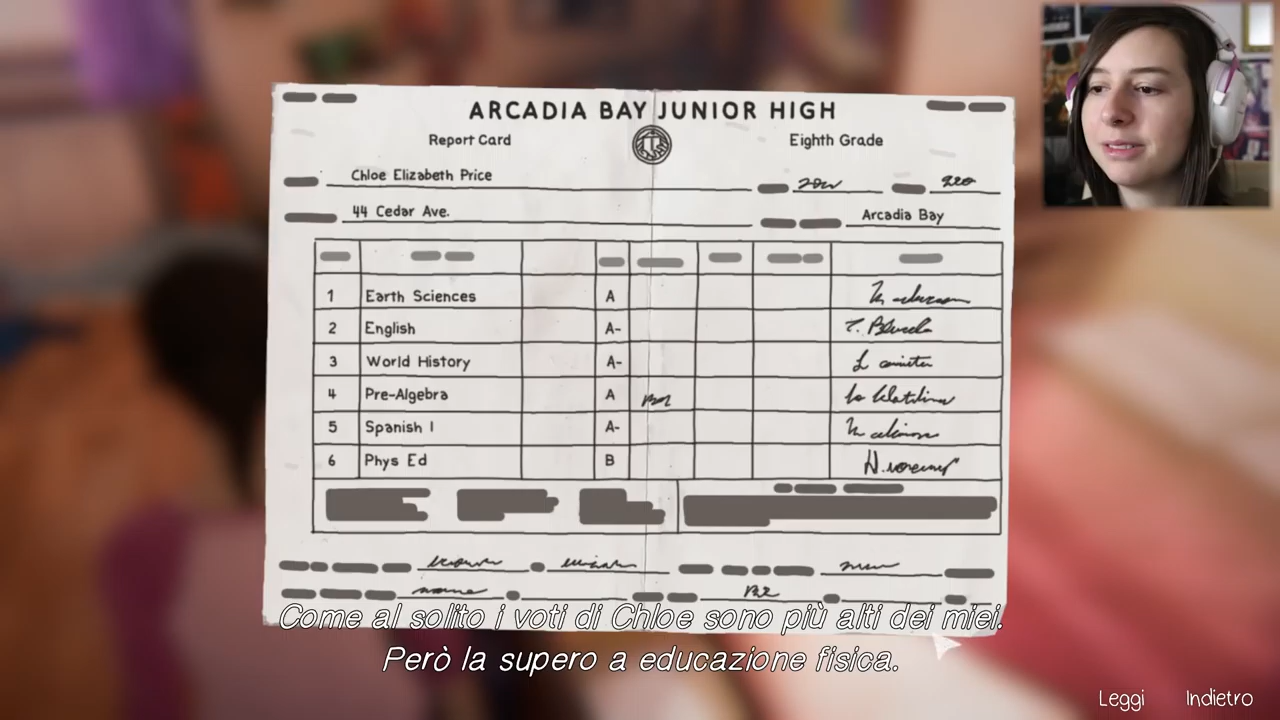 ARCADIA BAY JUNIOR HIGH
Report Card
Eighth Grade
Chloe Elizabeth Price
44 Cedar Ave.
Arcadia Bay
1 Earth Sciences A
2 English A-
3 World History A-
4 Pre-Algebra A
5 Spanish I A-
6 Phys Ed B
Come al solito i voti di Chloe sono più alti dei miei.
Però la supero a educazione fisica.
Leggi Indietro